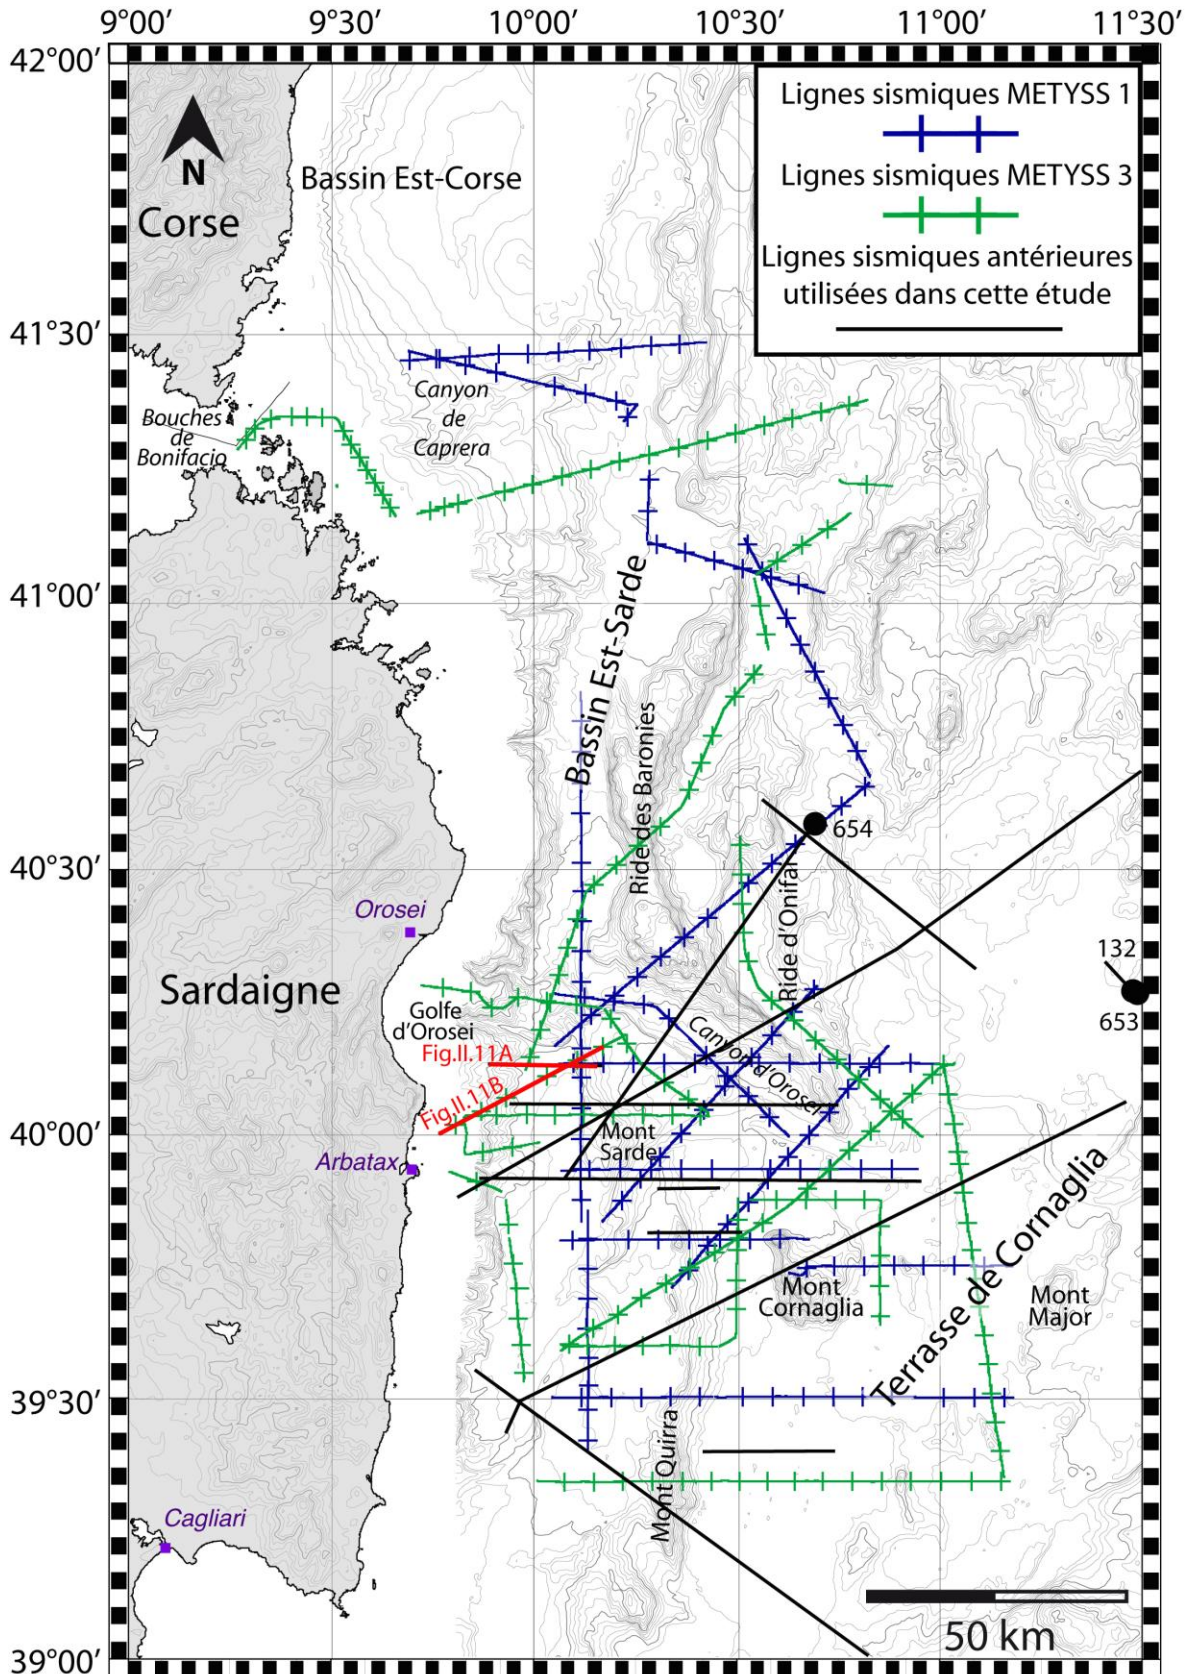 9°00’ 9°30’ 10°00’ 10°30’ 11°00’ 11°30’
42°00’
Lignes sismiques METYSS 1
Lignes sismiques METYSS 3
Lignes sismiques antérieures
utilisées dans cette étude
N
Corse
Bassin Est-Corse
41°30’
Canyon
de
Caprera
Bouches
de
Bonifacio
41°00’
Bassin Est-Sarde
Ride des Baronies
654
40°30’
Ride d’Onifai
Orosei
132
653
Sardaigne
Golfe
d’Orosei
Canyon d’Orosei
Fig.II.11A
Fig.II.11B
40°00’
Mont
Sarde
Arbatax
Terrasse de Cornaglia
Mont
Cornaglia
Mont
Major
39°30’
Mont Quirra
Cagliari
50 km
39°00’